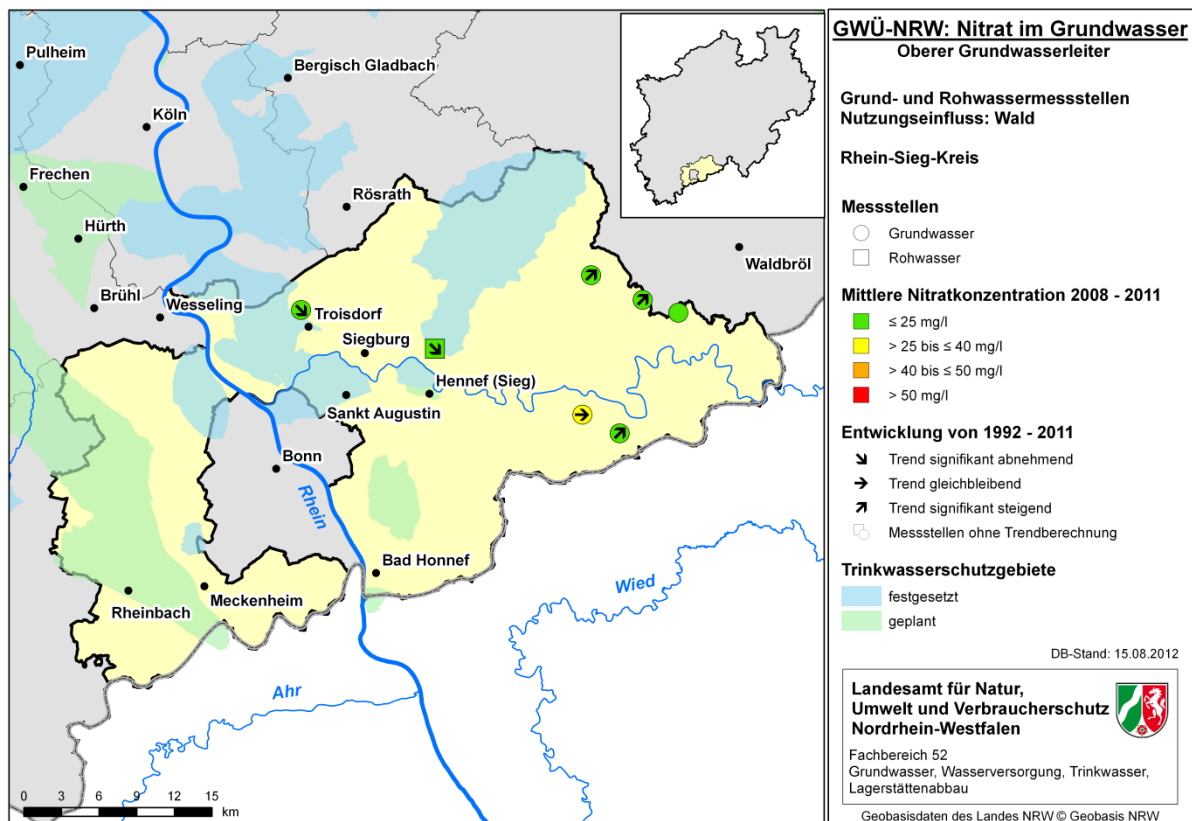 Pulheim
Bergisch Gladbach
Köln
Frechen
Rösrath
Hürth
Waldbröl
Brühl
Wesseling
Troisdorf
Siegburg
Hennef (Sieg)
Sankt Augustin
Bonn
Rhein
Bad Honnef
Wied
Rheinbach
Meckenheim
Ahr
0 3 6 9 12 15
km
GWÜ-NRW: Nitrat im Grundwasser
Oberer Grundwasserleiter
Grund- und Rohwassermessstellen
Nutzungseinfluss: Wald
Rhein-Sieg-Kreis
Messstellen
Grundwasser
Rohwasser
Mittlere Nitratkonzentration 2008 - 2011
≤ 25 mg/l
> 25 bis ≤ 40 mg/l
> 40 bis ≤ 50 mg/l
> 50 mg/l
Entwicklung von 1992 - 2011
Trend signifikant abnehmend
Trend gleichbleibend
Trend signifikant steigend
Messstellen ohne Trendberechnung
Trinkwasserschutzgebiete
festgesetzt
geplant
DB-Stand: 15.08.2012
Landesamt für Natur,
Umwelt und Verbraucherschutz
Nordrhein-Westfalen
Fachbereich 52
Grundwasser, Wasserversorgung, Trinkwasser,
Lagerstättenabbau
Geobasisdaten des Landes NRW © Geobasis NRW